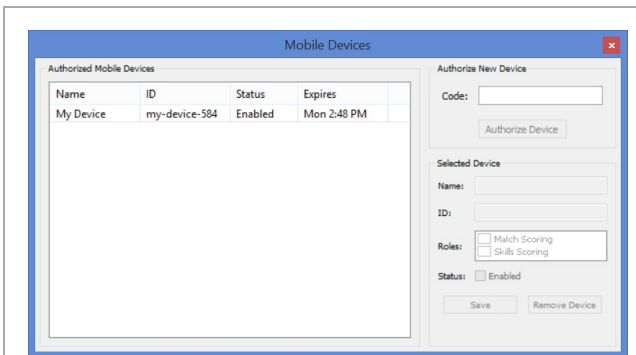 Mobile Devices
x
Authorized Mobile Devices
Name ID Status Expires
My Device my-device-584 Enabled Mon 2:48 PM
Authorize New Device
Code:
Authorize Device
Selected Device
Name:
ID:
Roles: Match Scoring
Skills Scoring
Status: Enabled
Save Remove Device